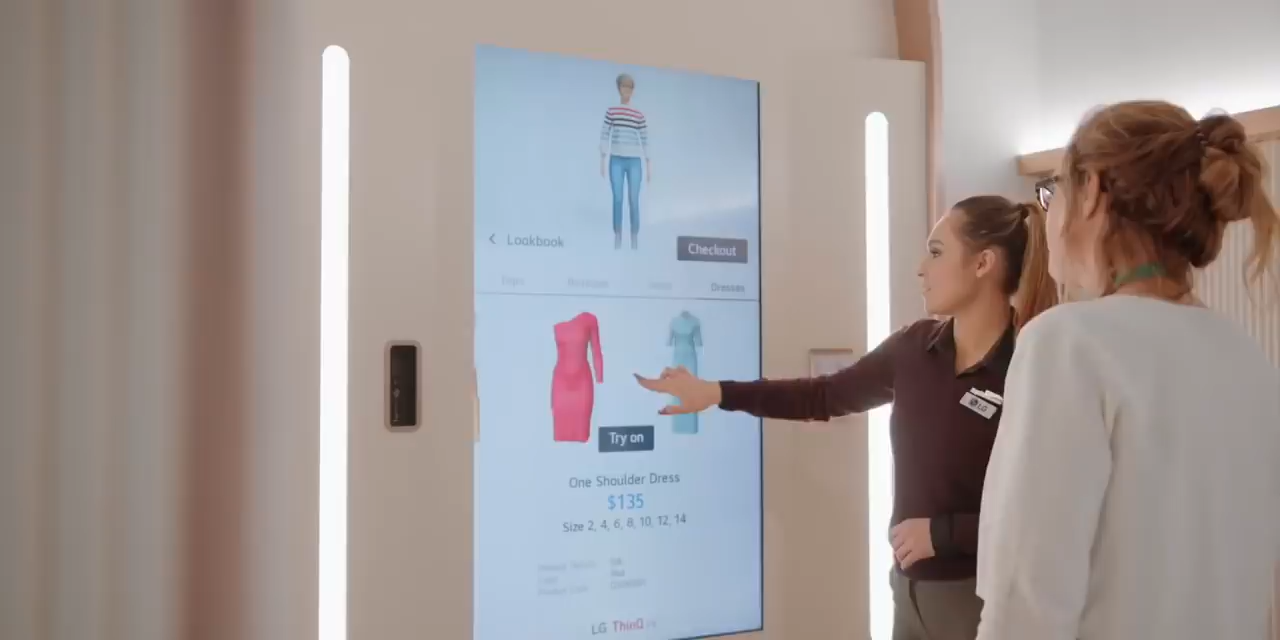 < Lookbook
Checkout
Dresses
Try on
One Shoulder Dress
$135
Size 2, 4, 6, 8, 10, 12, 14
LG ThinQ
LG